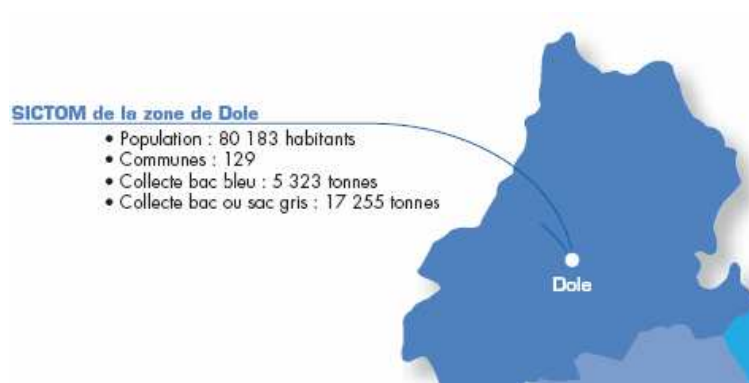 SICTOM de la zone de Dole
• Population : 80 183 habitants
• Communes : 129
• Collecte bac bleu : 5 323 tonnes
• Collecte bac ou sac gris : 17 255 tonnes
Dole